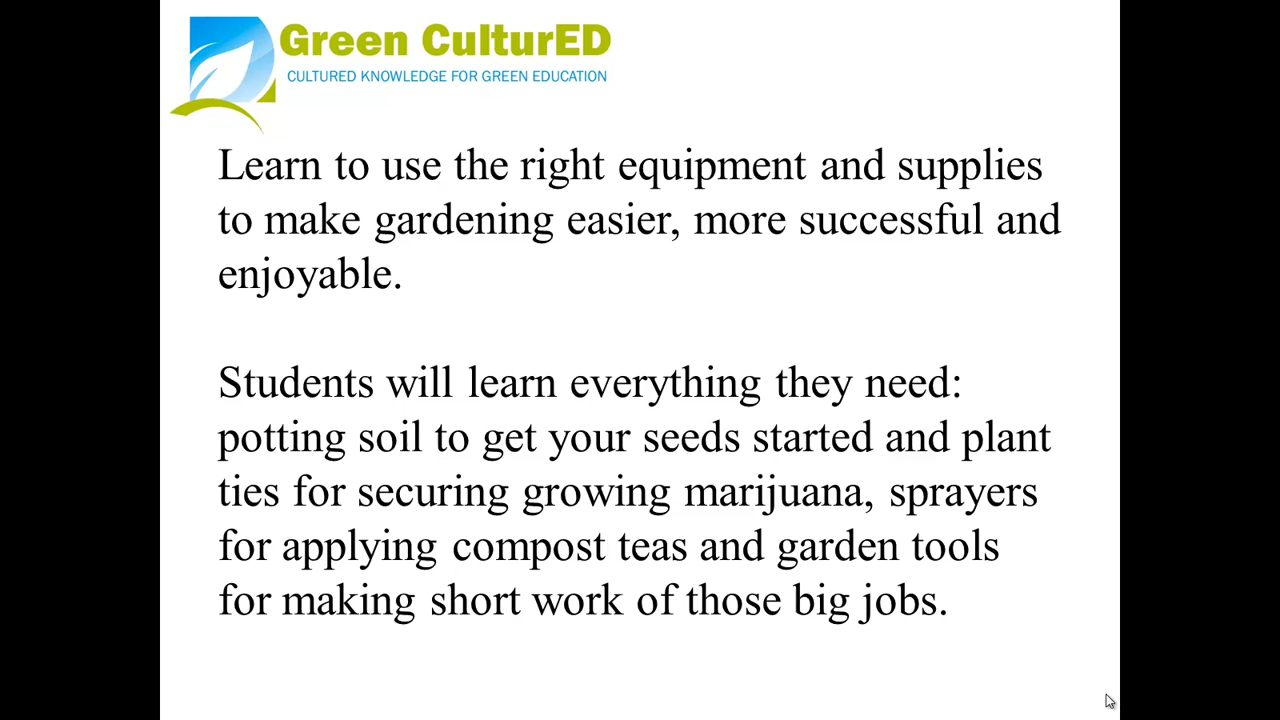 Green CulturED
CULTURED KNOWLEDGE FOR GREEN EDUCATION
Learn to use the right equipment and supplies
to make gardening easier, more successful and
enjoyable.
Students will learn everything they need:
potting soil to get your seeds started and plant
ties for securing growing marijuana, sprayers
for applying compost teas and garden tools
for making short work of those big jobs.